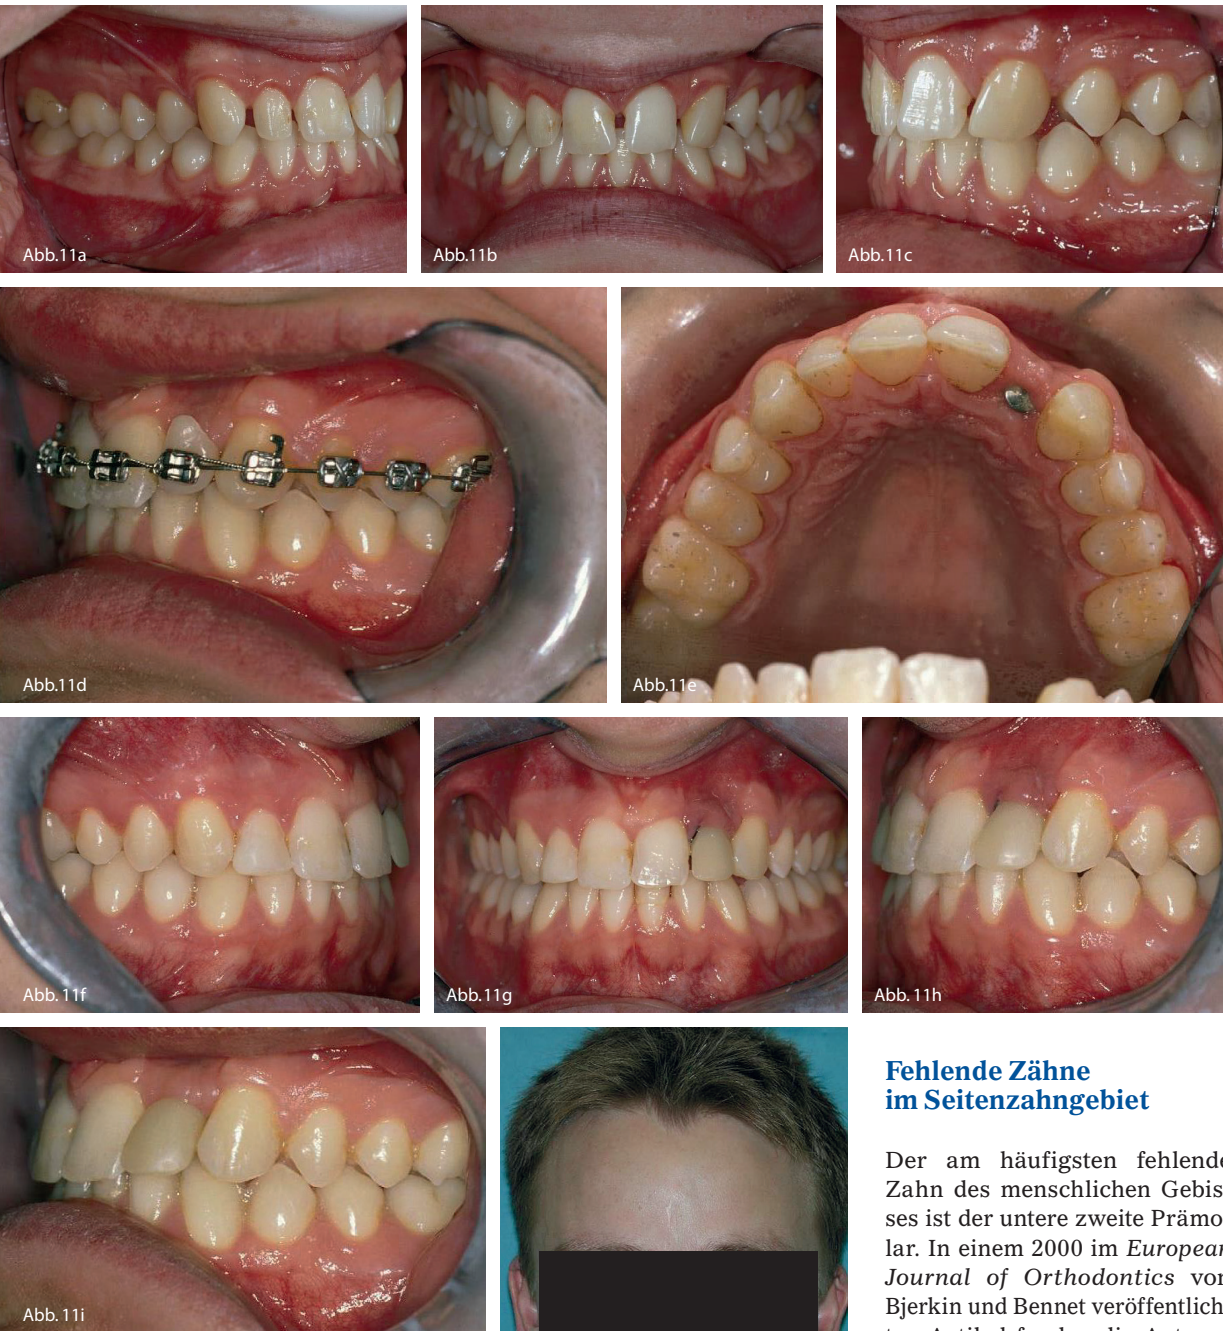 Abb.11a
Abb.11b
Abb.11c
Abb.11d
Abb.11e
Abb. 11f
Abb.11g
Abb. 11h
Abb. 11i
Fehlende Zähne
im Seitenzahngebiet
Der am häufigsten fehlende
Zahn des menschlichen Gebis
ses ist der untere zweite Prämo
lar. In einem 2000 im European
Journal of Orthodontics von
Bjerkin und Bennet veröffentlich